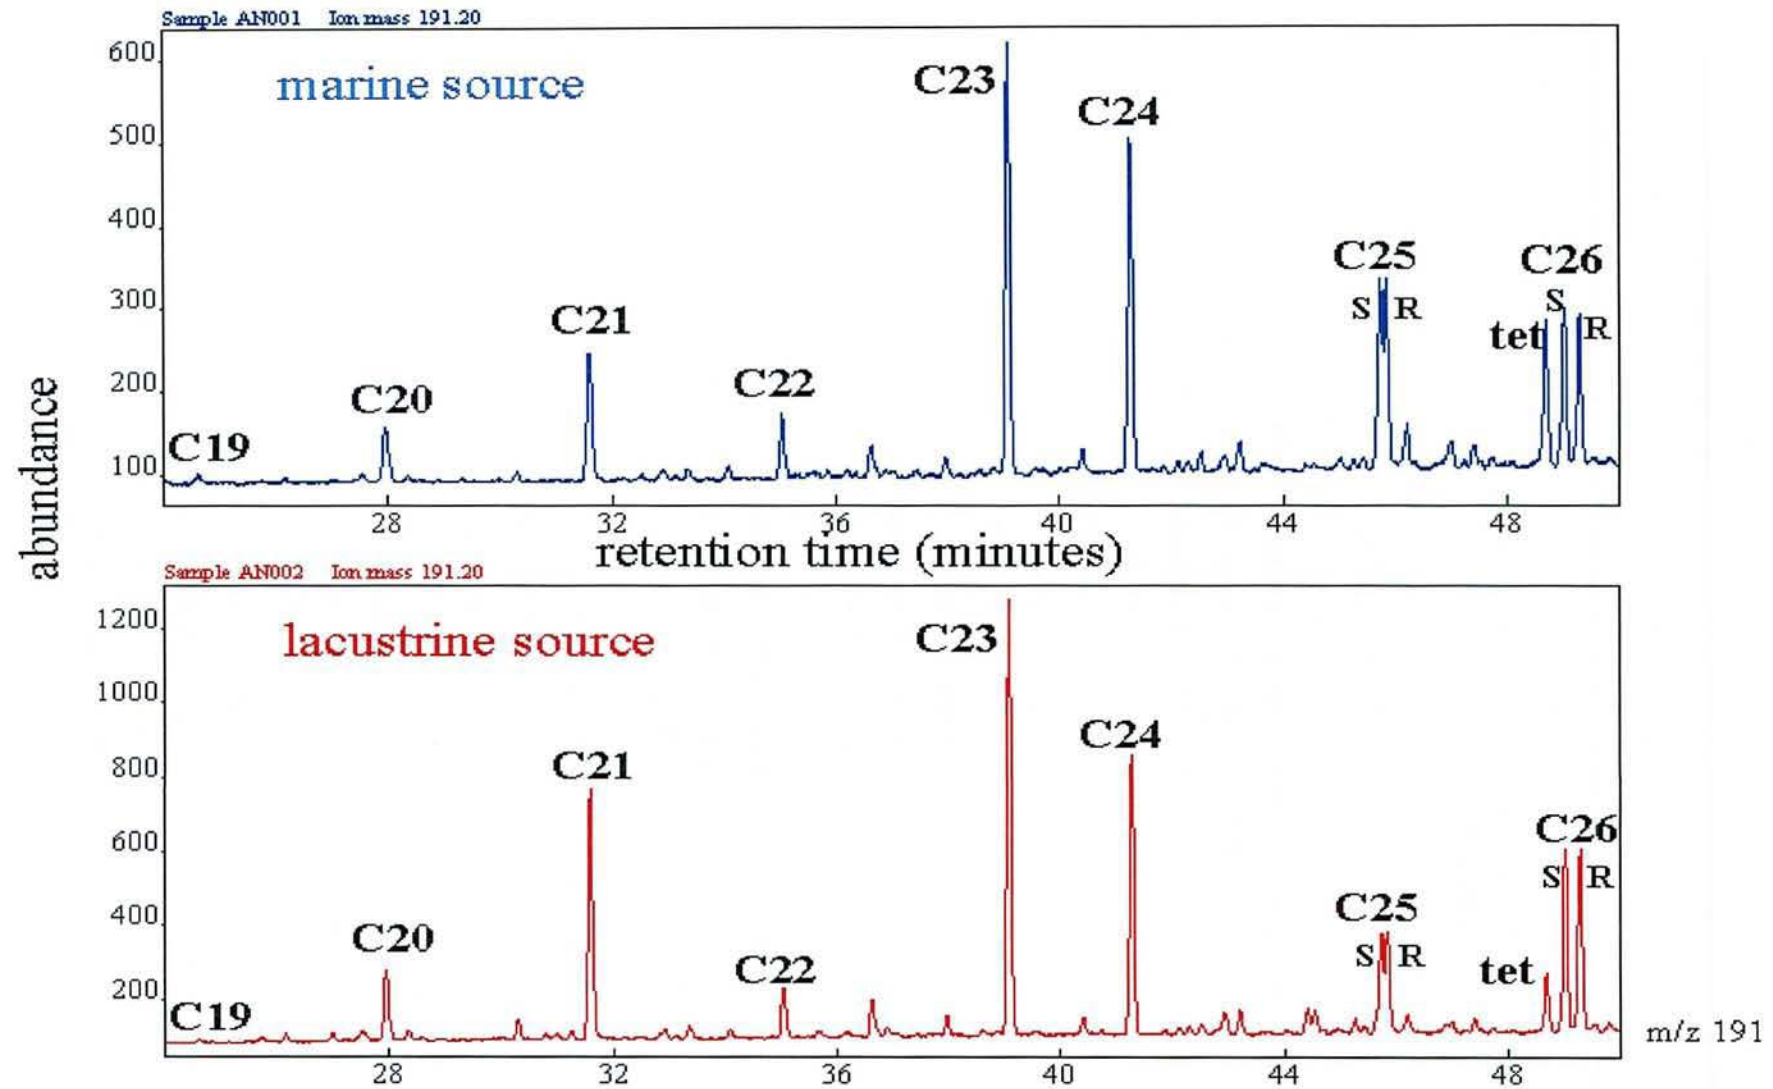 Sample AN001 Ion mass 191.20
marine source
600
500
400
300
200
100
C19
C20
C21
C22
C23
C24
C25
S R
C26
S
tet R
28 32 36 40 44 48
retention time (minutes)
abundance
Sample AN002 Ion mass 191.20
lacustrine source
1200
1000
800
600
400
200
C19
C20
C21
C22
C23
C24
C25
S R
C26
S R
tet
m/z 191
28 32 36 40 44 48